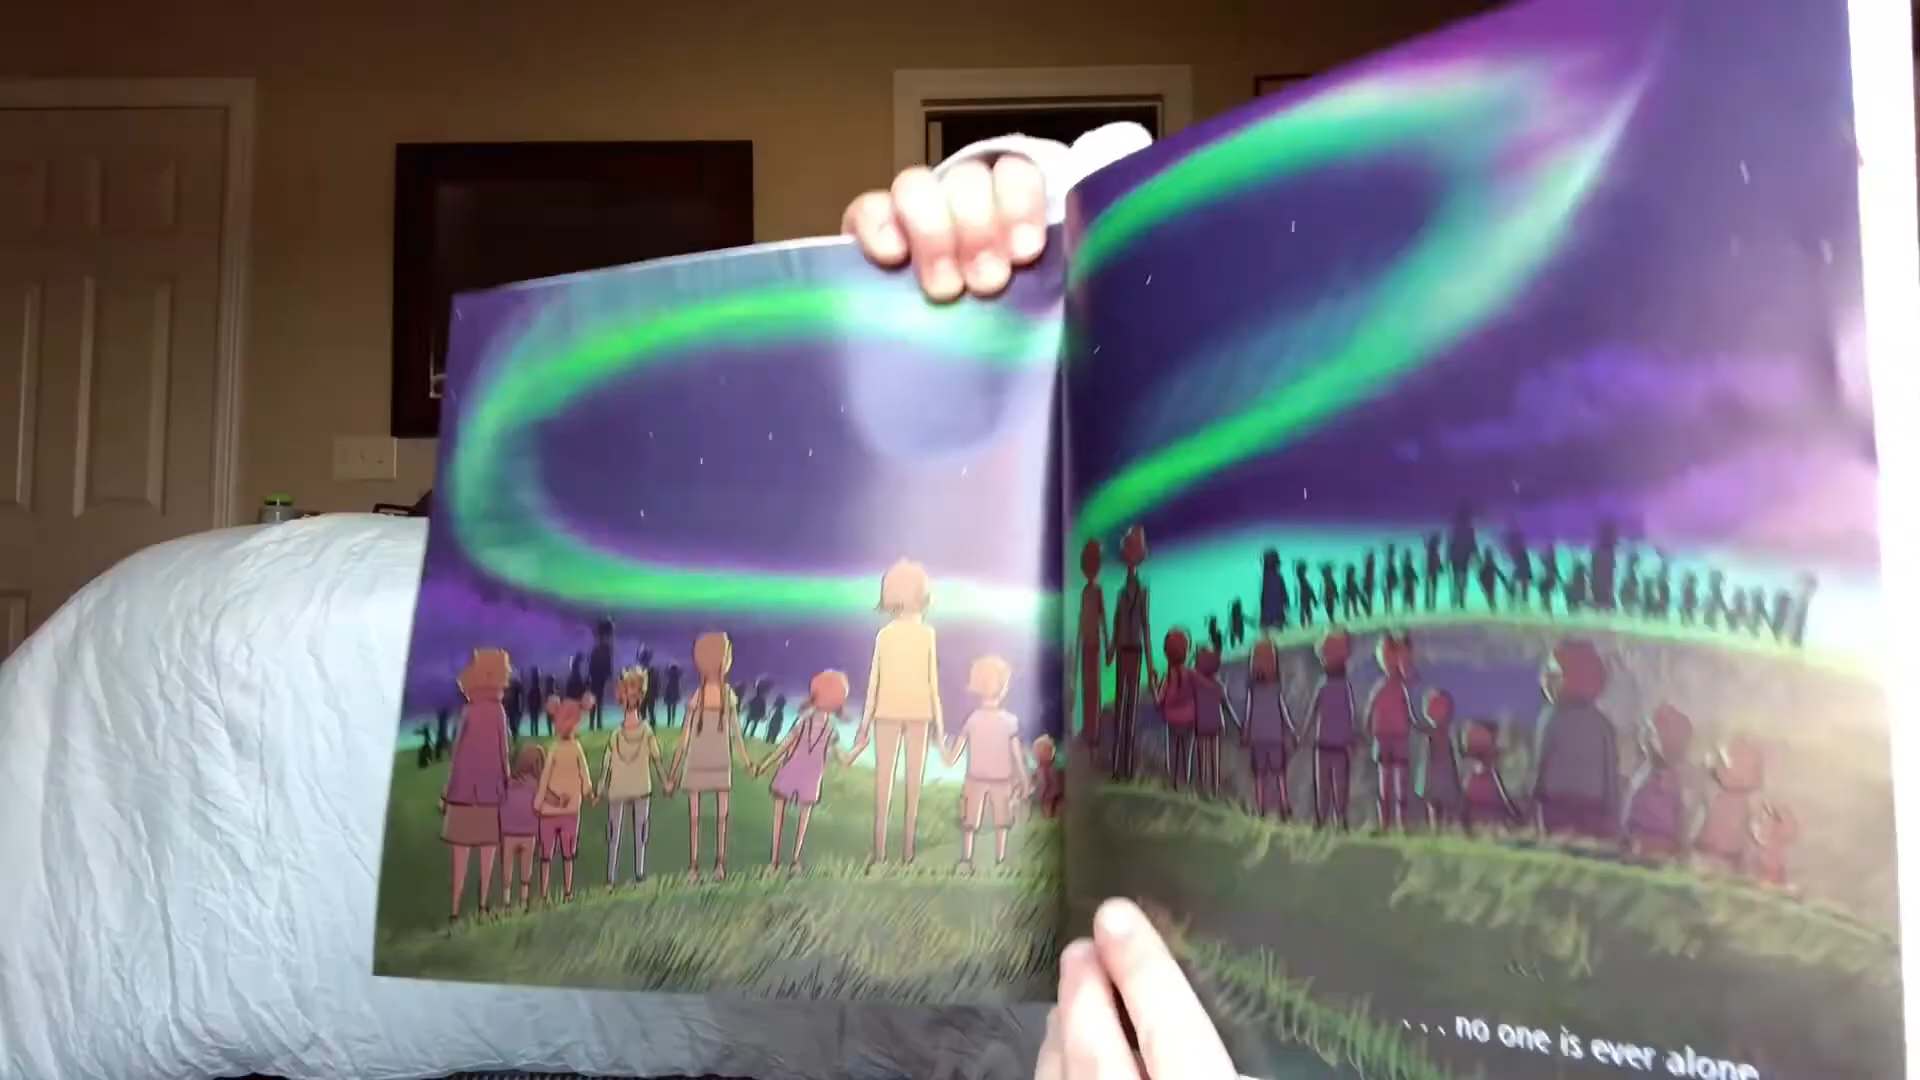 . . . no one is ever alone